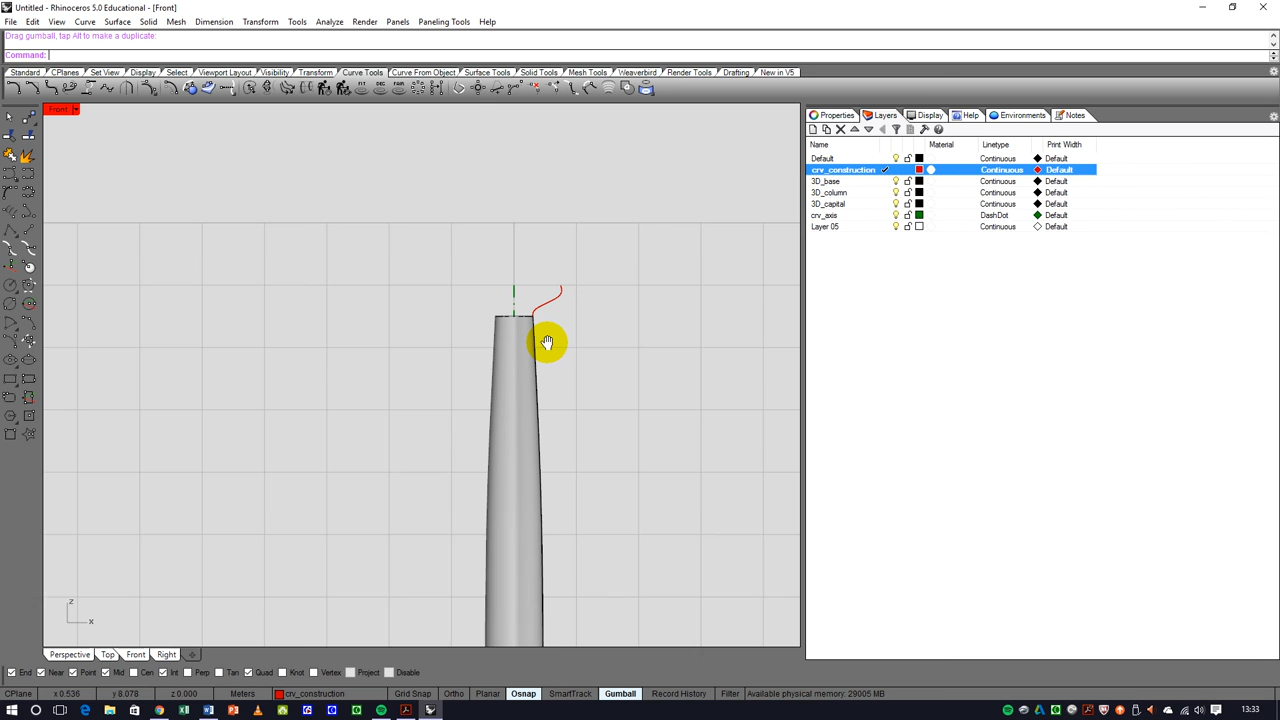 Untitled - Rhinoceros 5.0 Educational - [Front]
File Edit View Curve Surface Solid Mesh Dimension Transform Tools Analyze Render Panels Paneling Tools Help
Drag gumball, tap Alt to make a duplicate:
Command:
Standard CPlanes Set View Display Select Viewport Layout Visibility Transform Curve Tools Curve From Object Surface Tools Solid Tools Mesh Tools Weaverbird Render Tools Drafting New in V5
Front
Properties Layers Display Help Environments Notes
Name Material Linetype Print Width
Default Continuous Default
crv_construction Continuous Default
3D_base Continuous Default
3D_column Continuous Default
3D_capital Continuous Default
crv_axis DashDot Default
Layer 05 Continuous Default
z
x
Perspective Top Front Right
End Near Point Mid Cen Int Perp Tan Quad Knot Vertex Project Disable
CPlane x 0.536 y 8.078 z 0.000 Meters crv_construction Grid Snap Ortho Planar Osnap SmartTrack Gumball Record History Filter Available physical memory: 29005 MB
13:33